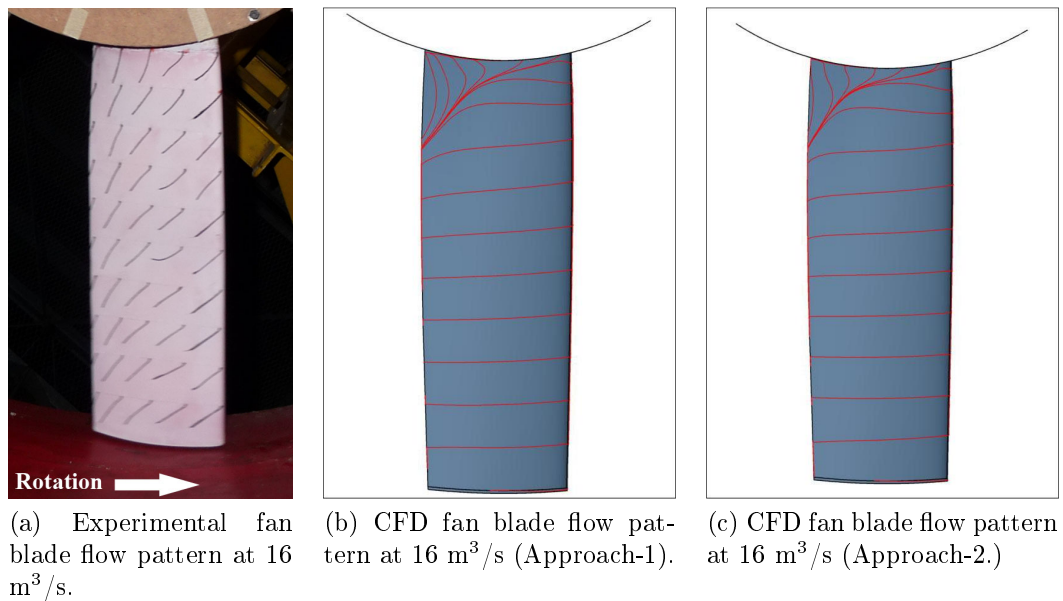 Rotation
(a) Experimental fan
blade flow pattern at 16
m³/s.
(b) CFD fan blade flow pat-
tern at 16 m³/s (Approach-1).
(c) CFD fan blade flow pattern
at 16 m³/s (Approach-2.)